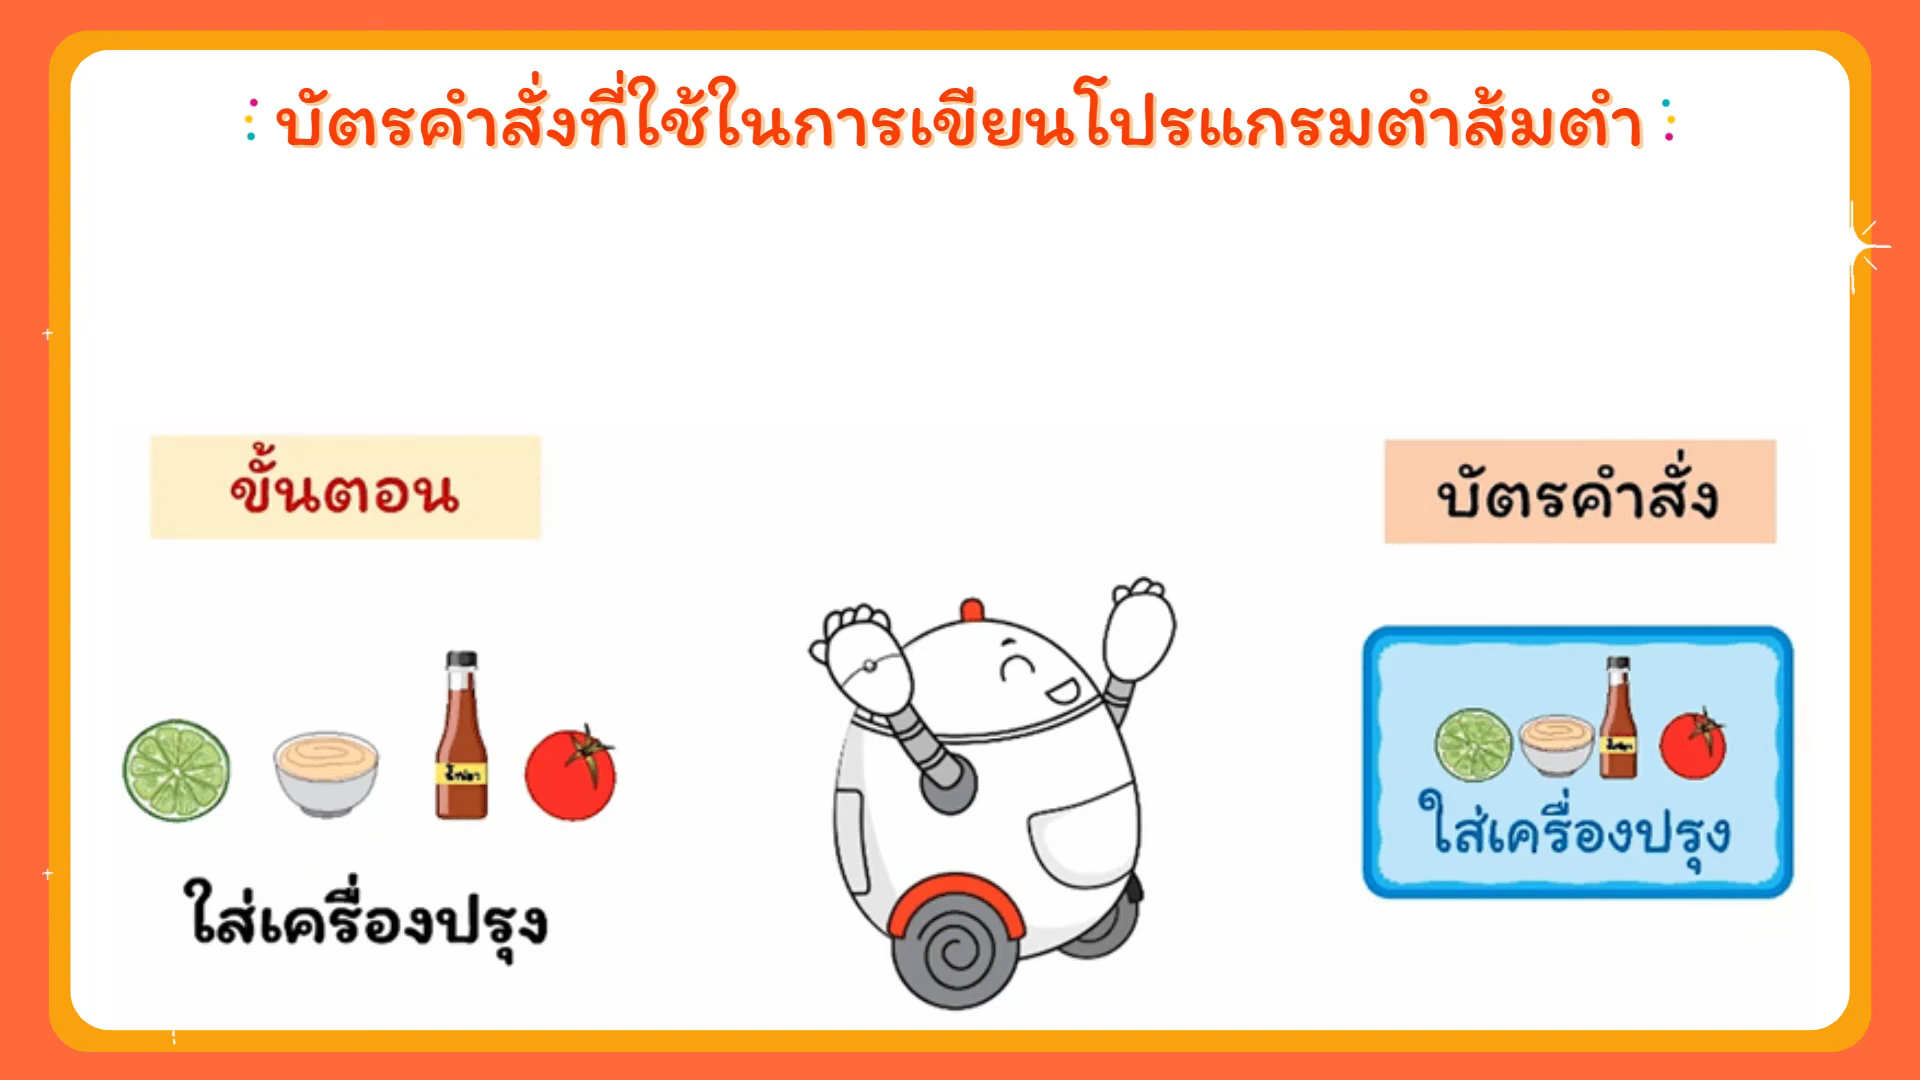 บัตรคำสั่งที่ใช้ในการเขียนโปรแกรมตำส้มตำ
ขั้นตอน
บัตรคำสั่ง
ใส่เครื่องปรุง
ใส่เครื่องปรุง